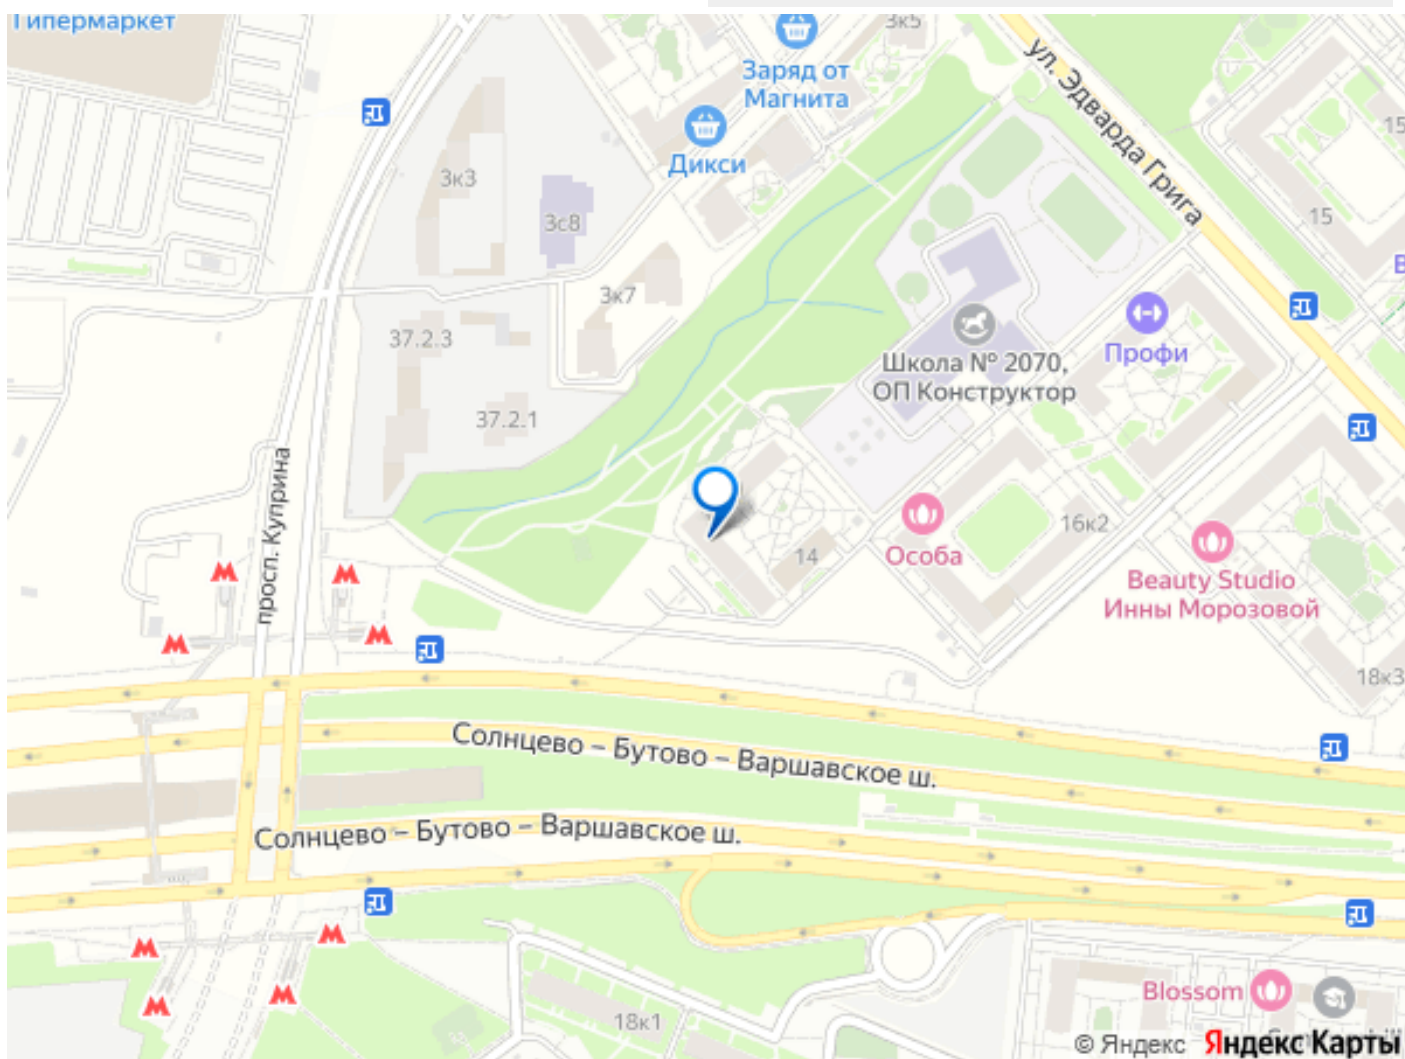 Гипермаркет
3к5
Заряд от
Магнита
ул. Эдварда Грига
Дикси
3к3
3с8
15
15
3к7
37.2.3
37.2.1
Школа № 2070,
ОП Конструктор
Профи
просп. Куприна
14
Особа
16к2
Beauty Studio
Инны Морозовой
18к3
Солнцево – Бутово – Варшавское ш.
Солнцево – Бутово – Варшавское ш.
18к1
Blossom
© Яндекс Яндекс Карты